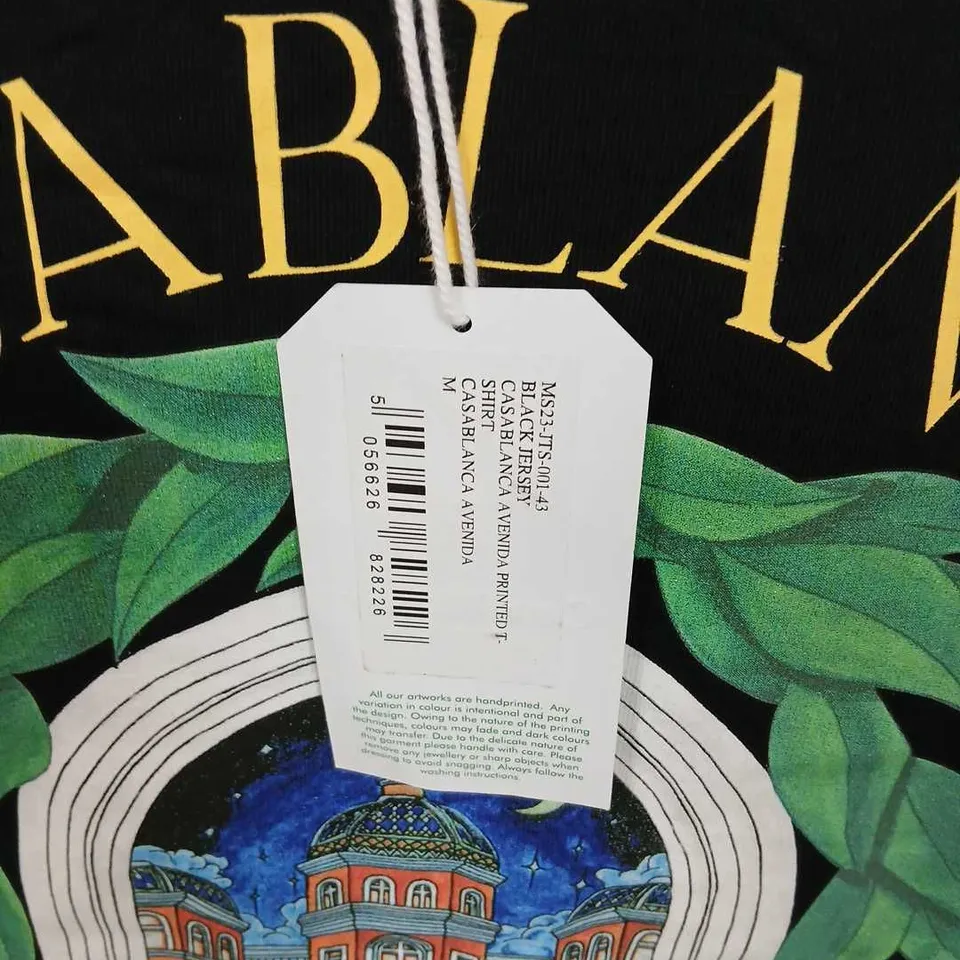 ABLAN
MS23-JTS-001-43
BLACK JERSEY
CASABLANCA AVENIDA PRINTED T-
SHIRT
CASABLANCA AVENIDA
M
5 056626 828226
All our artworks are handprinted. Any
variation in colour is intentional and part of
the design. Owing to the nature of the printing
techniques, colours may fade and dark colours
may transfer. Due to the delicate nature of
this garment please handle with care. Please
remove any jewellery or sharp objects when
dressing to avoid snagging. Always follow the
washing instructions.